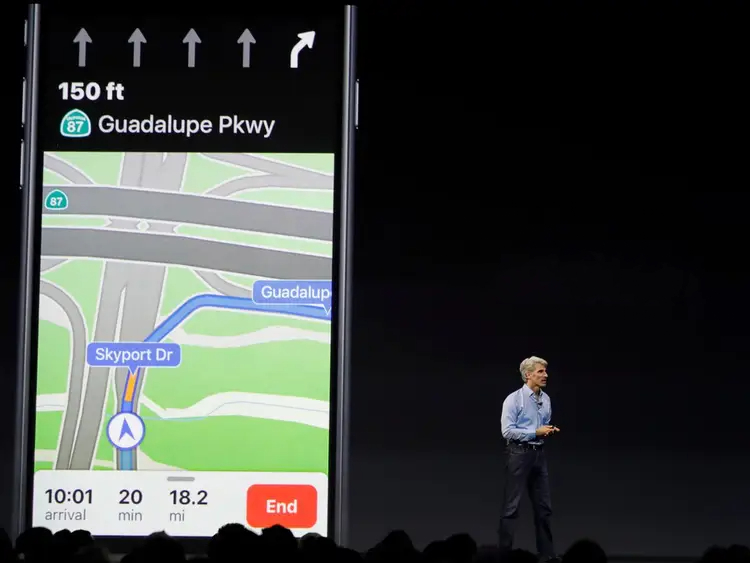 150 ft
87 Guadalupe Pkwy
87
Guadalup
Skyport Dr
10:01 20 18.2
arrival min mi
End